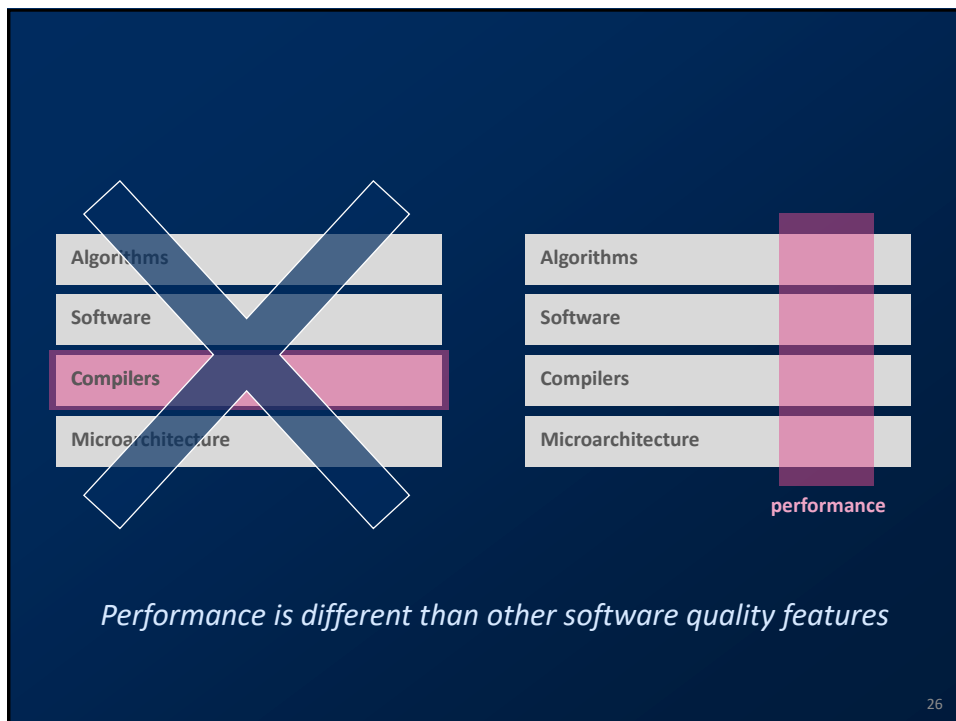 Algorithms
Software
Compilers
Microarchitecture
Algorithms
Software
Compilers
Microarchitecture
performance
Performance is different than other software quality features
26